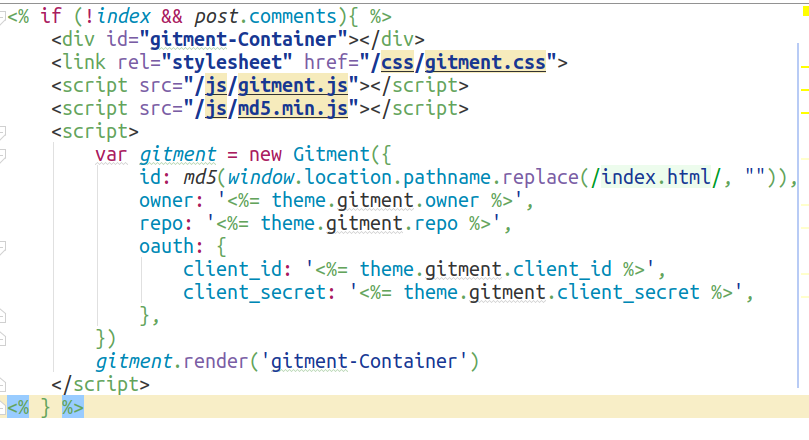 <% if (!index && post.comments){ %>
    <div id="gitment-Container"></div>
    <link rel="stylesheet" href="/css/gitment.css">
    <script src="/js/gitment.js"></script>
    <script src="/js/md5.min.js"></script>
    <script>
        var gitment = new Gitment({
            id: md5(window.location.pathname.replace(/index.html/, "")),
            owner: '<%= theme.gitment.owner %>',
            repo: '<%= theme.gitment.repo %>',
            oauth: {
                client_id: '<%= theme.gitment.client_id %>',
                client_secret: '<%= theme.gitment.client_secret %>',
            },
        })
        gitment.render('gitment-Container')
    </script>
<% } %>